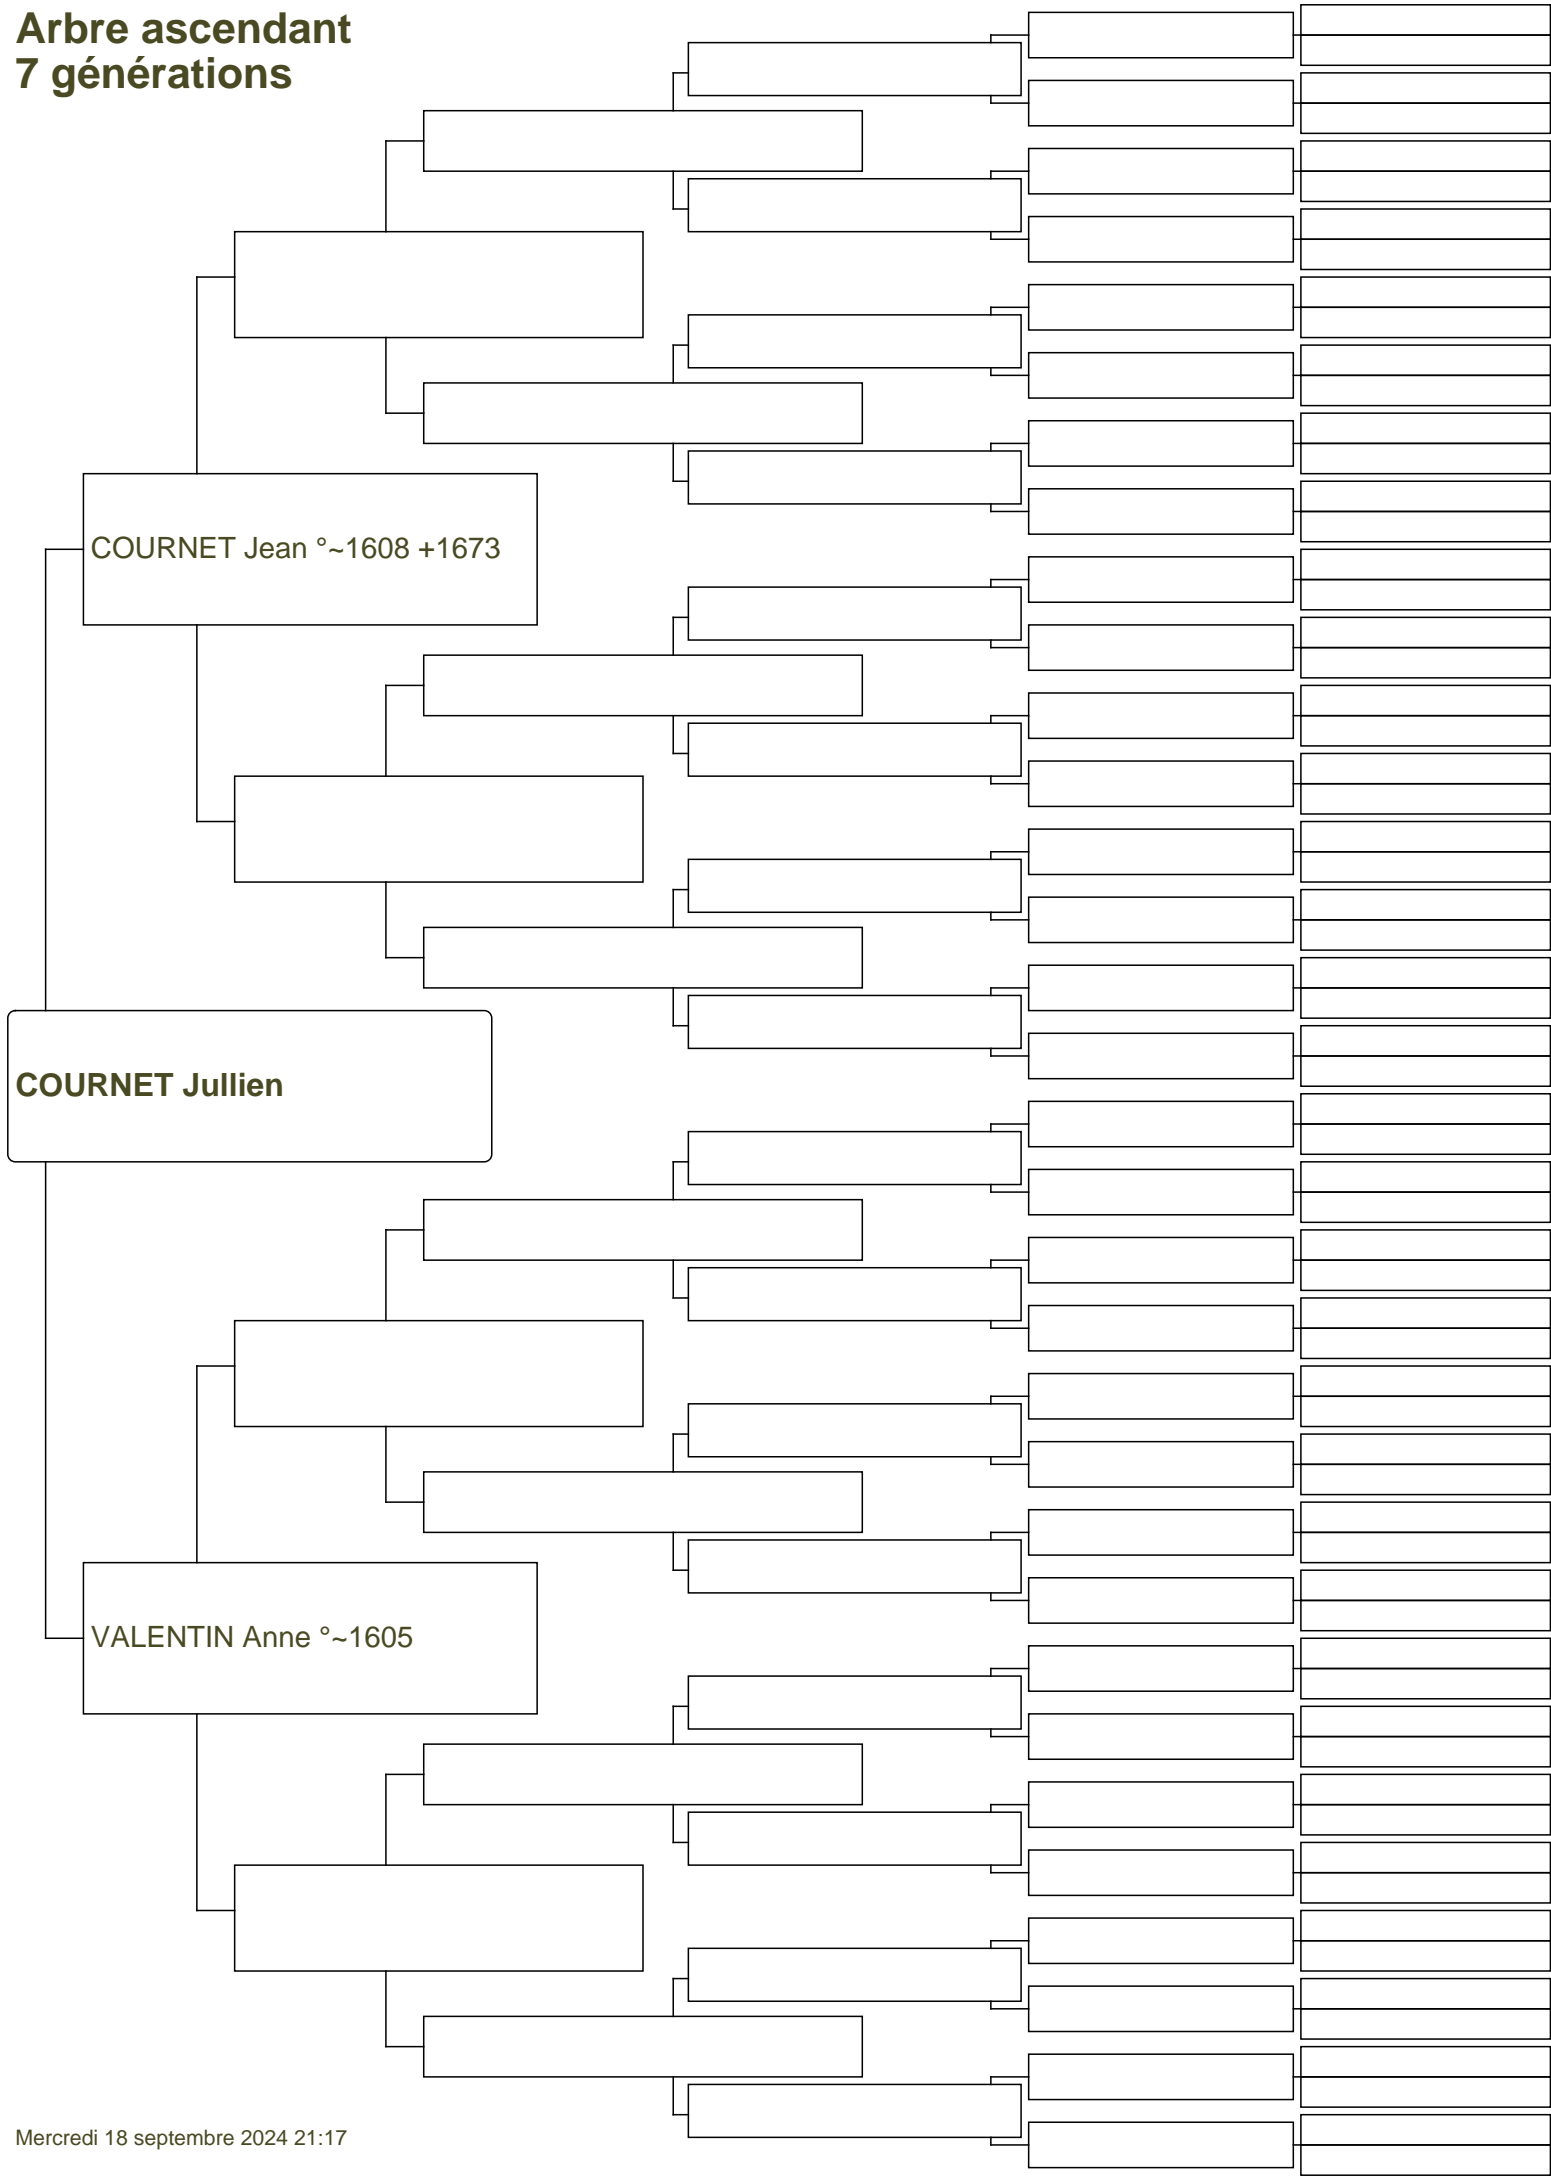 Arbre ascendant
7 générations
COURNET Jean °~1608 +1673
COURNET Jullien
VALENTIN Anne °~1605
Mercredi 18 septembre 2024 21:17